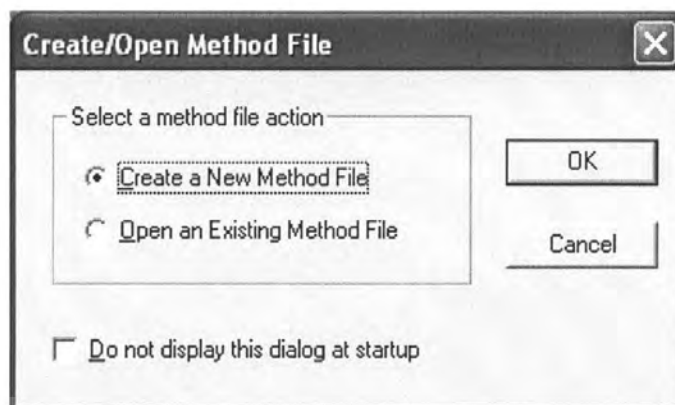 Create/Open Method File
Select a method file action
Create a New Method File
Open an Existing Method File
OK
Cancel
Do not display this dialog at startup